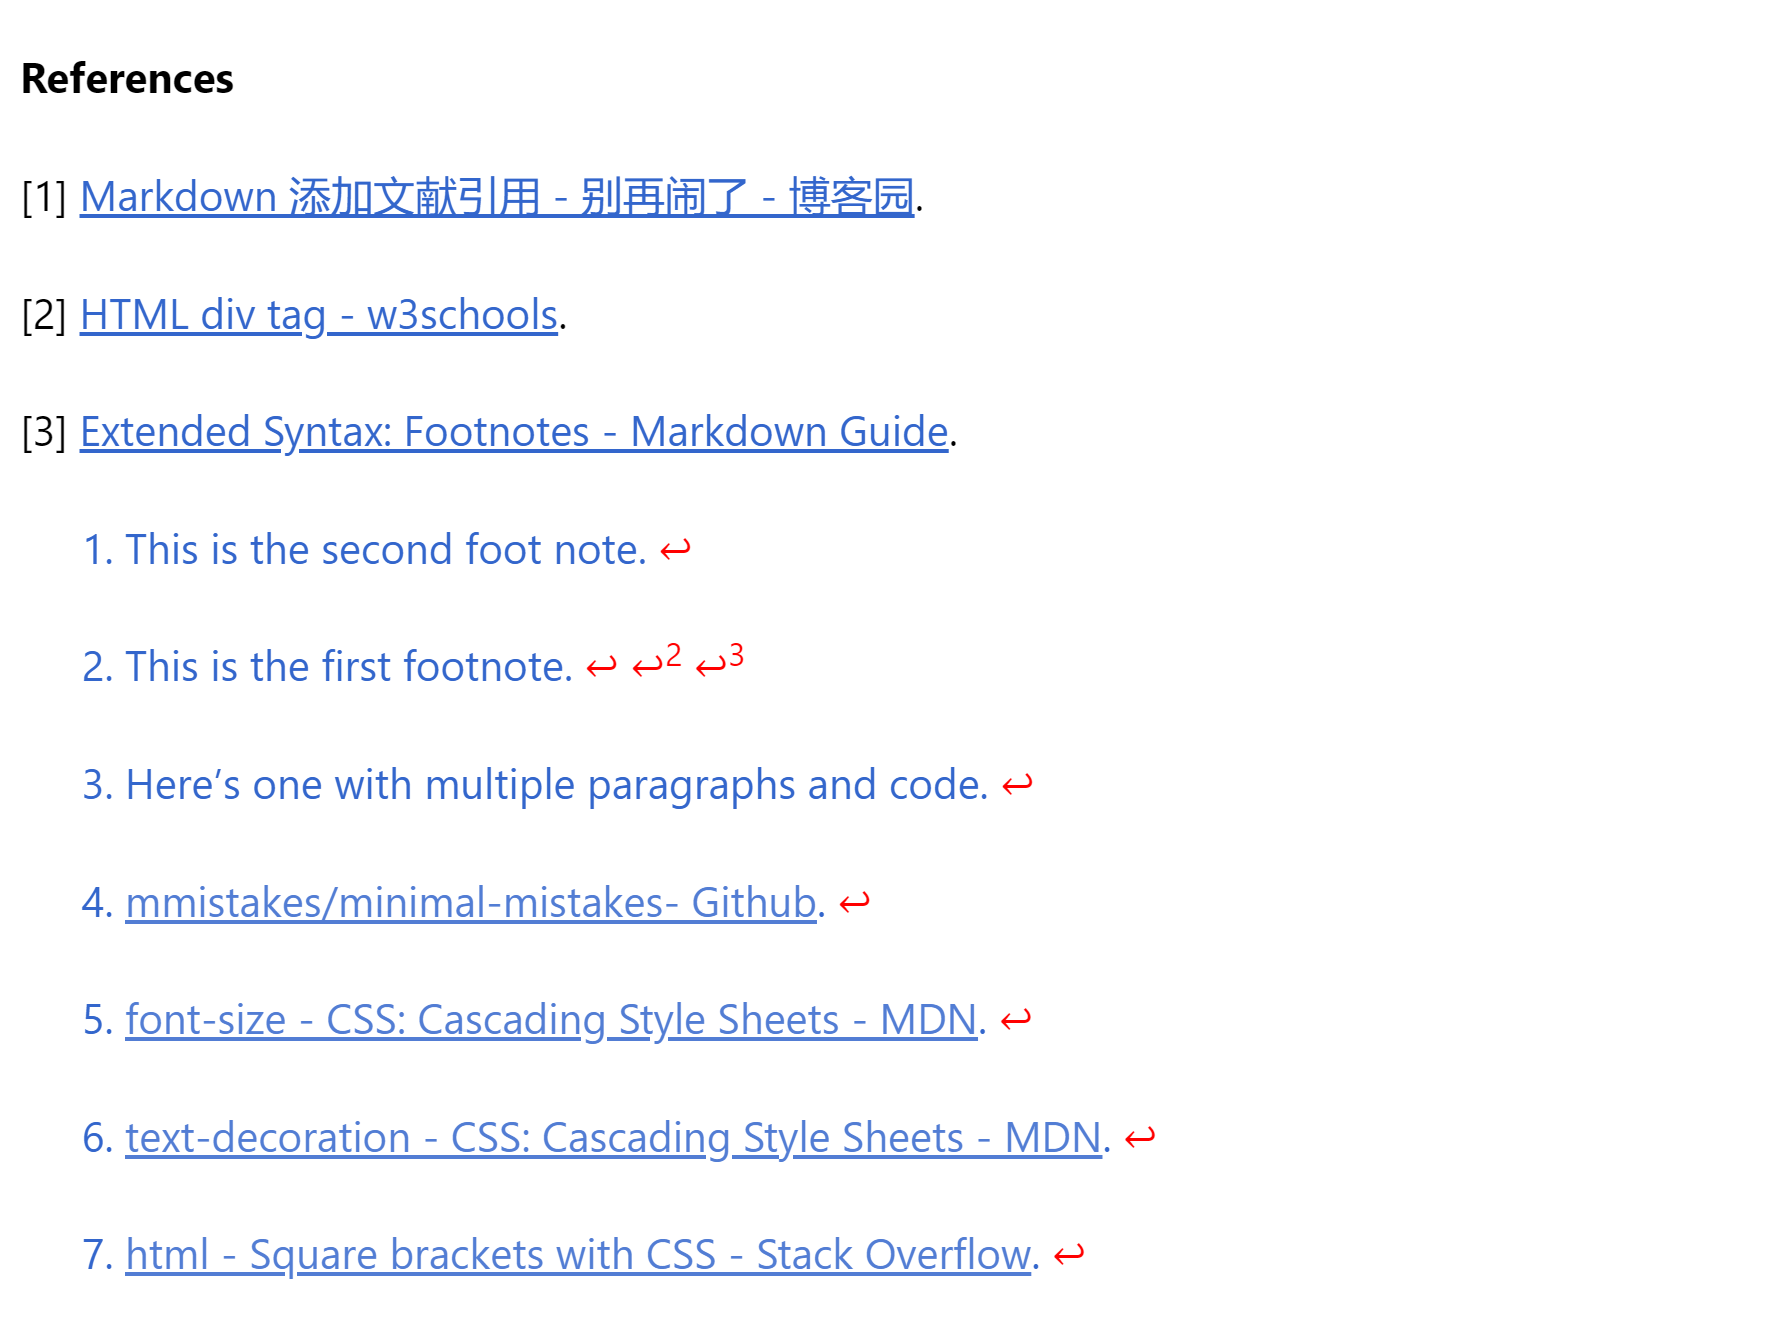 References
[1] Markdown 添加文献引用 - 别再闹了 - 博客园.
[2] HTML div tag - w3schools.
[3] Extended Syntax: Footnotes - Markdown Guide.
1. This is the second foot note. ↩
2. This is the first footnote. ↩ ↩2 ↩3
3. Here’s one with multiple paragraphs and code. ↩
4. mmistakes/minimal-mistakes- Github. ↩
5. font-size - CSS: Cascading Style Sheets - MDN. ↩
6. text-decoration - CSS: Cascading Style Sheets - MDN. ↩
7. html - Square brackets with CSS - Stack Overflow. ↩